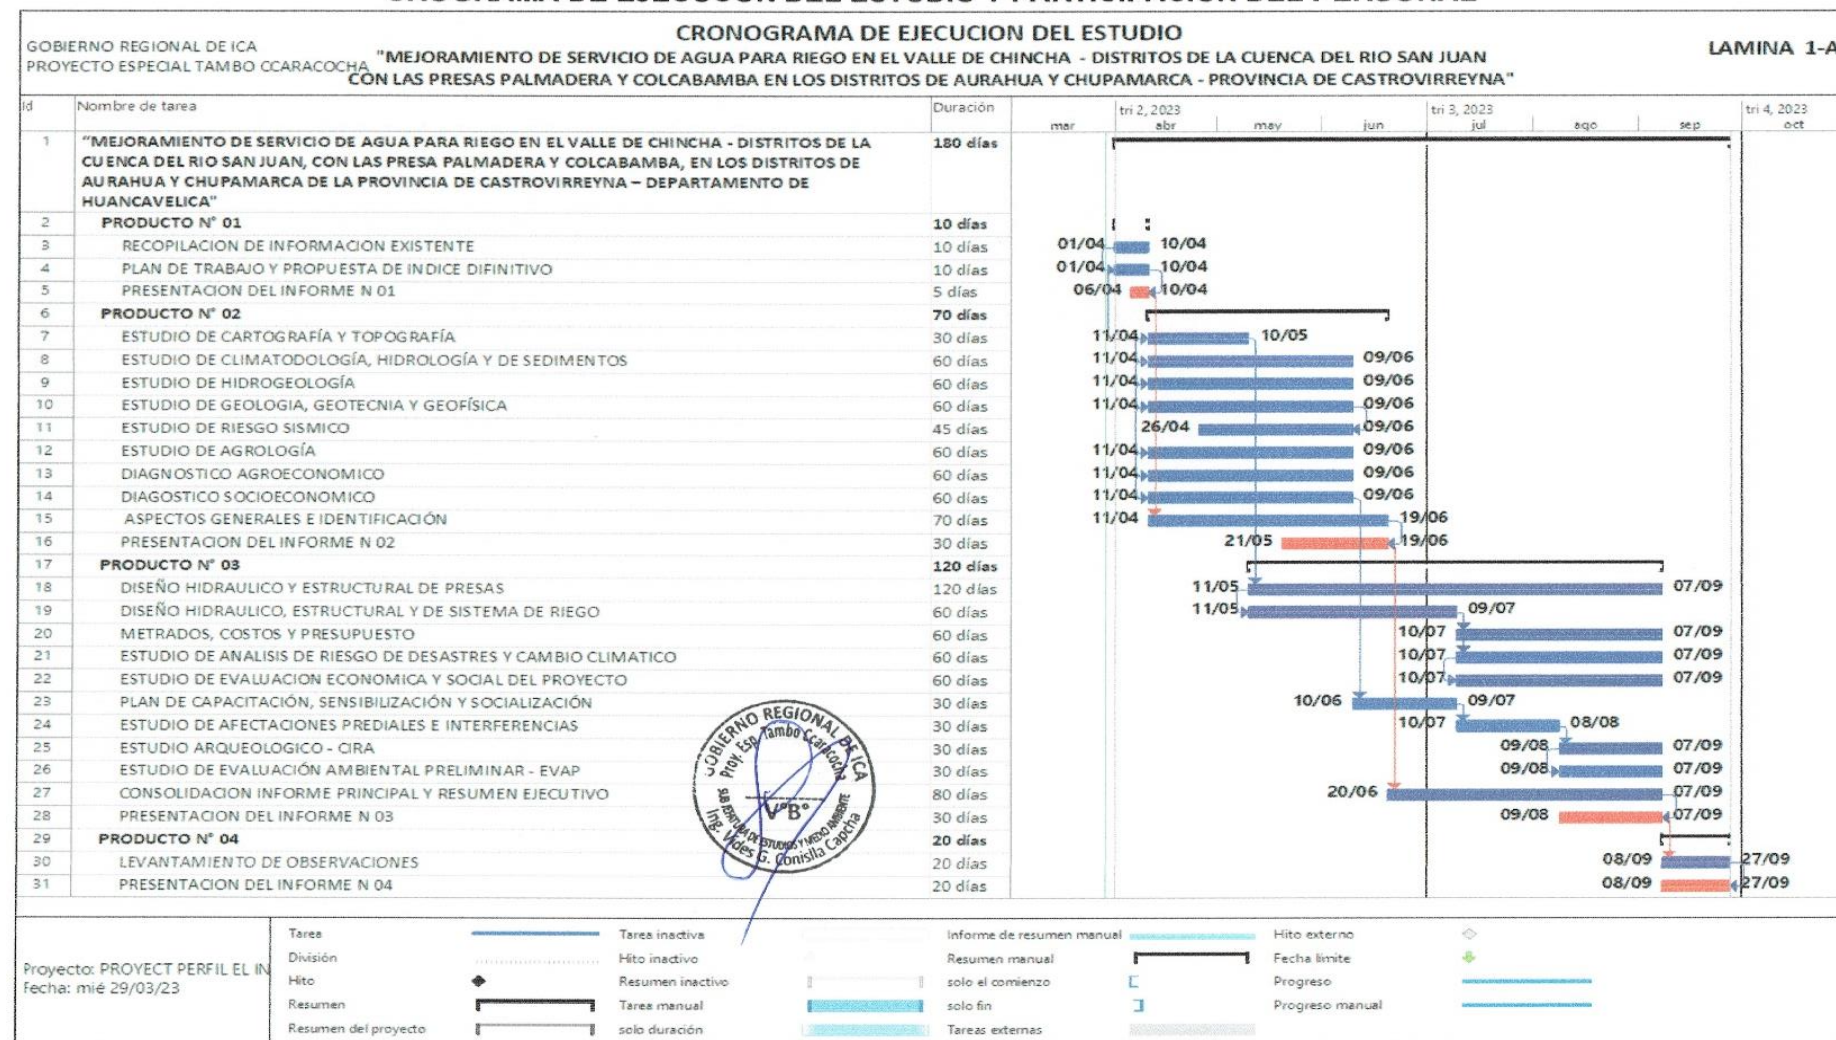 CRONOGRAMA DE EJECUCION DEL ESTUDIO
GOBIERNO REGIONAL DE ICA
PROYECTO ESPECIAL TAMBO CCARACOCHA
"MEJORAMIENTO DE SERVICIO DE AGUA PARA RIEGO EN EL VALLE DE CHINCHA - DISTRITOS DE LA CUENCA DEL RIO SAN JUAN
CON LAS PRESAS PALMADERA Y COLCABAMBA EN LOS DISTRITOS DE AURAHUA Y CHUPAMARCA - PROVINCIA DE CASTROVIRREYNA"
LAMINA 1-A
Id Nombre de tarea Duración tri 2, 2023 tri 3, 2023 tri 4, 2023
mar abr may jun jul ago sep oct
1 "MEJORAMIENTO DE SERVICIO DE AGUA PARA RIEGO EN EL VALLE DE CHINCHA - DISTRITOS DE LA 180 días
CUENCA DEL RIO SAN JUAN, CON LAS PRESA PALMADERA Y COLCABAMBA, EN LOS DISTRITOS DE
AURAHUA Y CHUPAMARCA DE LA PROVINCIA DE CASTROVIRREYNA – DEPARTAMENTO DE
HUANCAVELICA"
2 PRODUCTO N° 01 10 días
3 RECOPILACION DE INFORMACION EXISTENTE 10 días 01/04 10/04
4 PLAN DE TRABAJO Y PROPUESTA DE INDICE DIFINITIVO 10 días 01/04 10/04
5 PRESENTACION DEL INFORME N 01 5 días 06/04 10/04
6 PRODUCTO N° 02 70 días
7 ESTUDIO DE CARTOGRAFÍA Y TOPOGRAFÍA 30 días 11/04 10/05
8 ESTUDIO DE CLIMATODOLOGÍA, HIDROLOGÍA Y DE SEDIMENTOS 60 días 11/04 09/06
9 ESTUDIO DE HIDROGEOLOGÍA 60 días 11/04 09/06
10 ESTUDIO DE GEOLOGIA, GEOTECNIA Y GEOFÍSICA 60 días 11/04 09/06
11 ESTUDIO DE RIESGO SISMICO 45 días 26/04 09/06
12 ESTUDIO DE AGROLOGÍA 60 días 11/04 09/06
13 DIAGNOSTICO AGROECONOMICO 60 días 11/04 09/06
14 DIAGOSTICO SOCIOECONOMICO 60 días 11/04 09/06
15 ASPECTOS GENERALES E IDENTIFICACIÓN 70 días 11/04 19/06
16 PRESENTACION DEL INFORME N 02 30 días 21/05 19/06
17 PRODUCTO N° 03 120 días
18 DISEÑO HIDRAULICO Y ESTRUCTURAL DE PRESAS 120 días 11/05 07/09
19 DISEÑO HIDRAULICO, ESTRUCTURAL Y DE SISTEMA DE RIEGO 60 días 11/05 09/07
20 METRADOS, COSTOS Y PRESUPUESTO 60 días 10/07 07/09
21 ESTUDIO DE ANALISIS DE RIESGO DE DESASTRES Y CAMBIO CLIMATICO 60 días 10/07 07/09
22 ESTUDIO DE EVALUACION ECONOMICA Y SOCIAL DEL PROYECTO 60 días 10/07 07/09
23 PLAN DE CAPACITACIÓN, SENSIBILIZACIÓN Y SOCIALIZACIÓN 30 días 10/06 09/07
24 ESTUDIO DE AFECTACIONES PREDIALES E INTERFERENCIAS 30 días 10/07 08/08
25 ESTUDIO ARQUEOLOGICO - CIRA 30 días 09/08 07/09
26 ESTUDIO DE EVALUACIÓN AMBIENTAL PRELIMINAR - EVAP 30 días 09/08 07/09
27 CONSOLIDACION INFORME PRINCIPAL Y RESUMEN EJECUTIVO 80 días 20/06 07/09
28 PRESENTACION DEL INFORME N 03 30 días 09/08 07/09
29 PRODUCTO N° 04 20 días
30 LEVANTAMIENTO DE OBSERVACIONES 20 días 08/09 27/09
31 PRESENTACION DEL INFORME N 04 20 días 08/09 27/09
GOBIERNO REGIONAL DE ICA
Proy. Esp. Tambo Ccaracocha
V°B°
SUB JEFATURA DE ESTUDIOS Y MEDIO AMBIENTE
Ing. Vides G. Conislla Capcha
Proyecto: PROYECT PERFIL EL IN
Fecha: mié 29/03/23
Tarea Tarea inactiva Informe de resumen manual Hito externo
División Hito inactivo Resumen manual Fecha límite
Hito Resumen inactivo solo el comienzo Progreso
Resumen Tarea manual solo fin Progreso manual
Resumen del proyecto solo duración Tareas externas